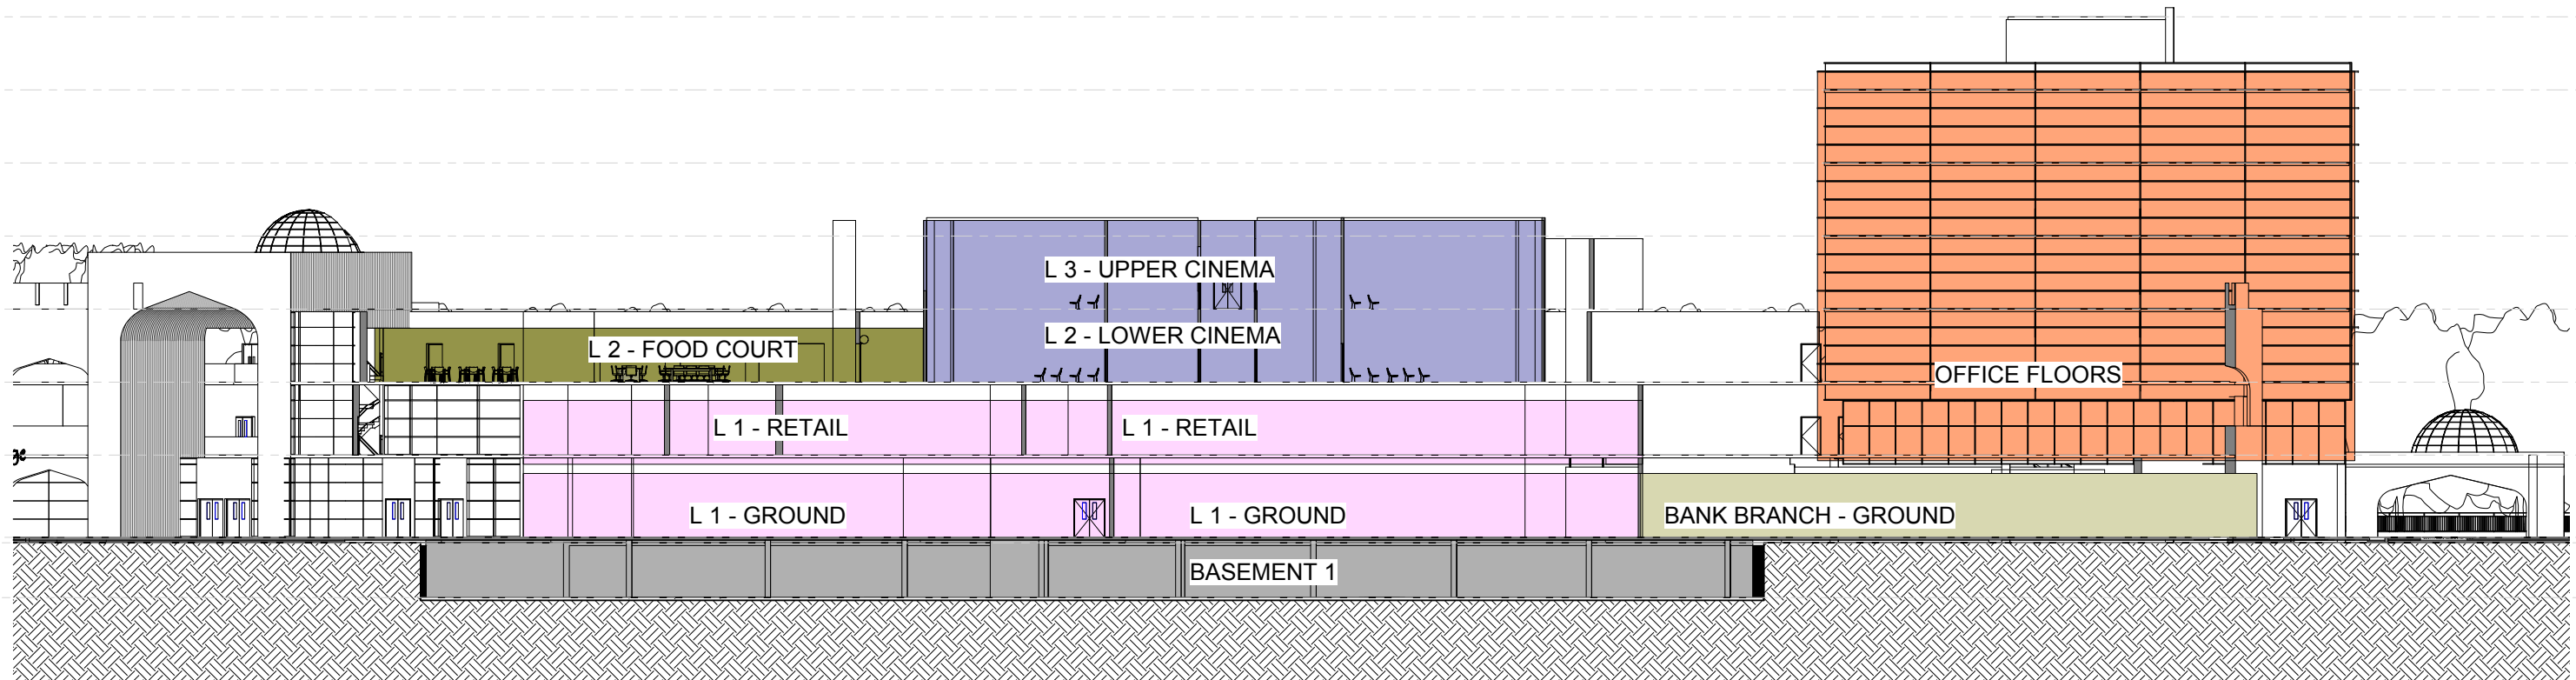 L 3 - UPPER CINEMA
L 2 - LOWER CINEMA
L 2 - FOOD COURT
OFFICE FLOORS
L 1 - RETAIL
L 1 - RETAIL
L 1 - GROUND
L 1 - GROUND
BANK BRANCH - GROUND
BASEMENT 1